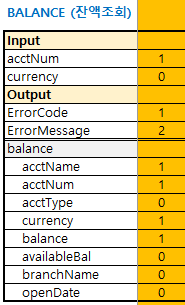 BALANCE (잔액조회)
Input
acctNum 1
currency 0
Output
ErrorCode 1
ErrorMessage 2
balance
acctName 1
acctNum 1
acctType 0
currency 1
balance 1
availableBal 0
branchName 0
openDate 0